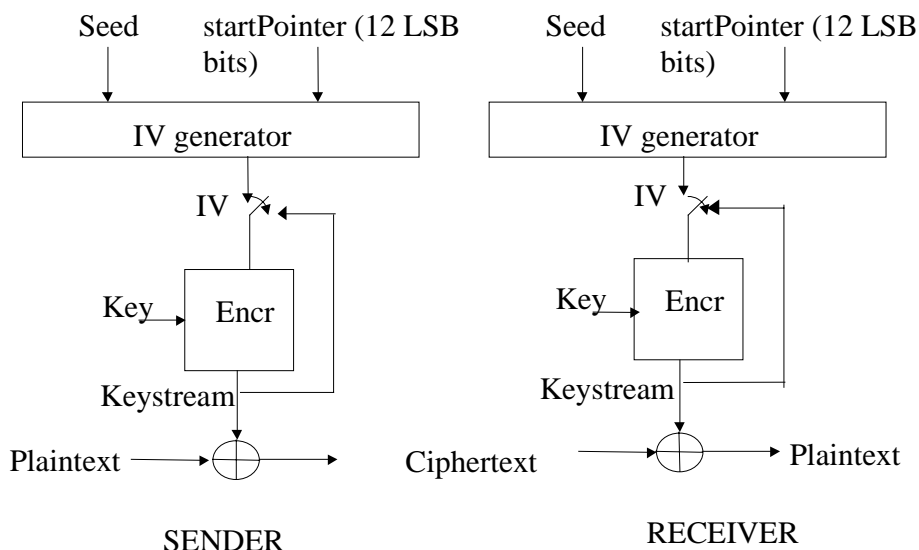 Seed startPointer (12 LSB bits)
Seed startPointer (12 LSB bits)
IV generator
IV generator
IV
IV
Key
Encr
Key
Encr
Keystream
Keystream
Plaintext
Ciphertext
Plaintext
SENDER
RECEIVER